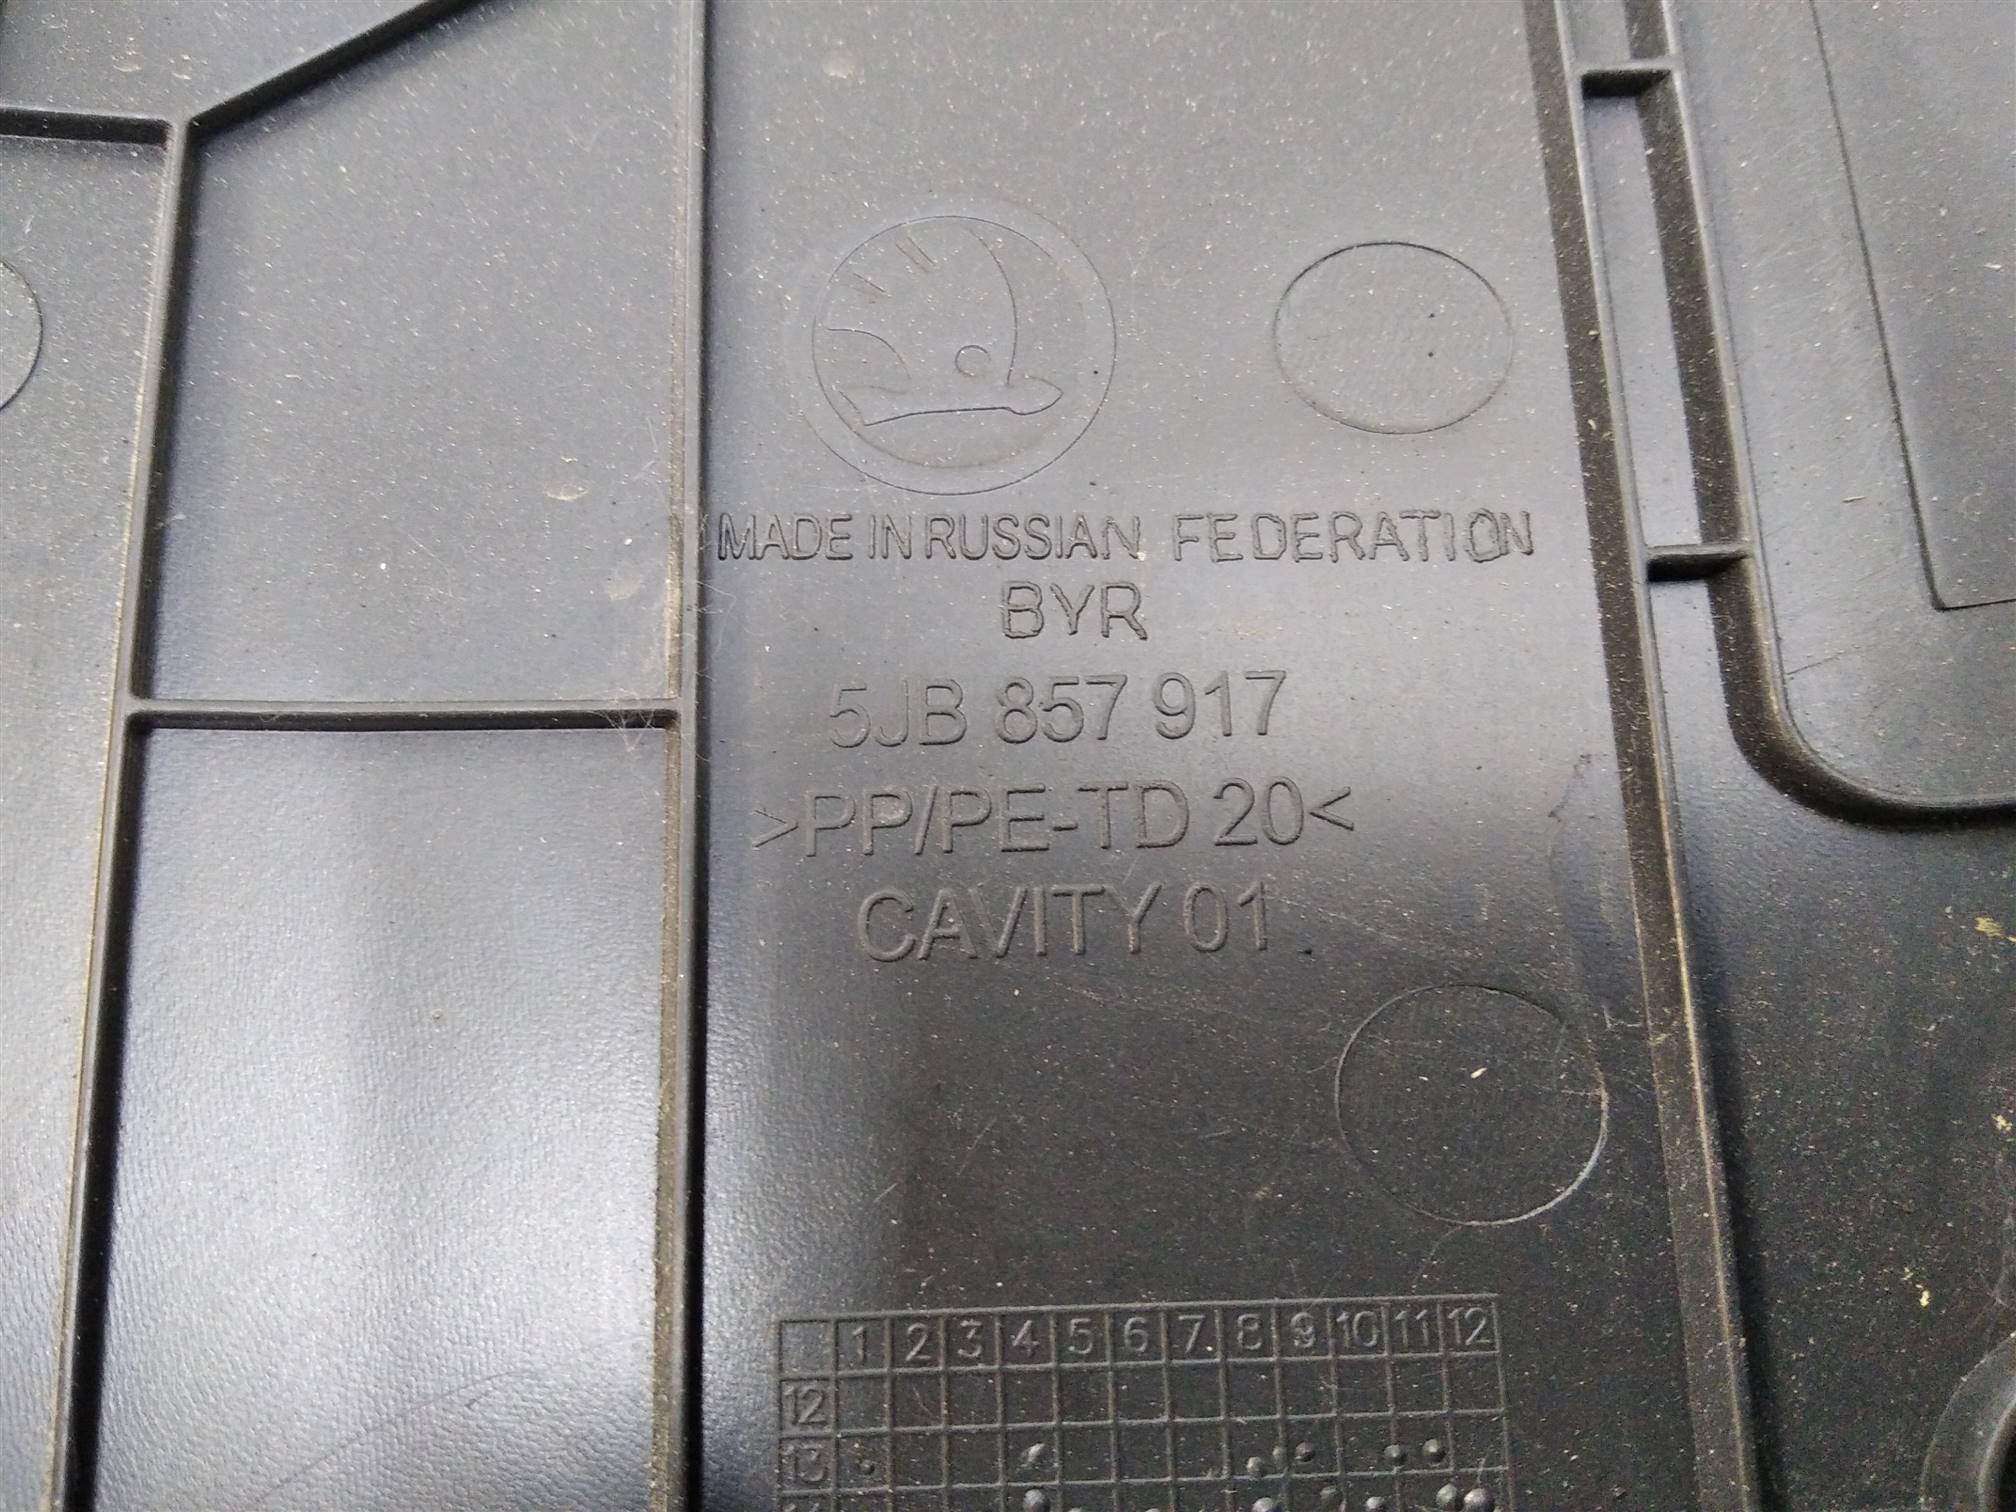 MADE IN RUSSIAN FEDERATION
BYR
5JB 857 917
>PP/PE-TD 20<
CAVITY 01
1 2 3 4 5 6 7 8 9 10 11 12
12
13